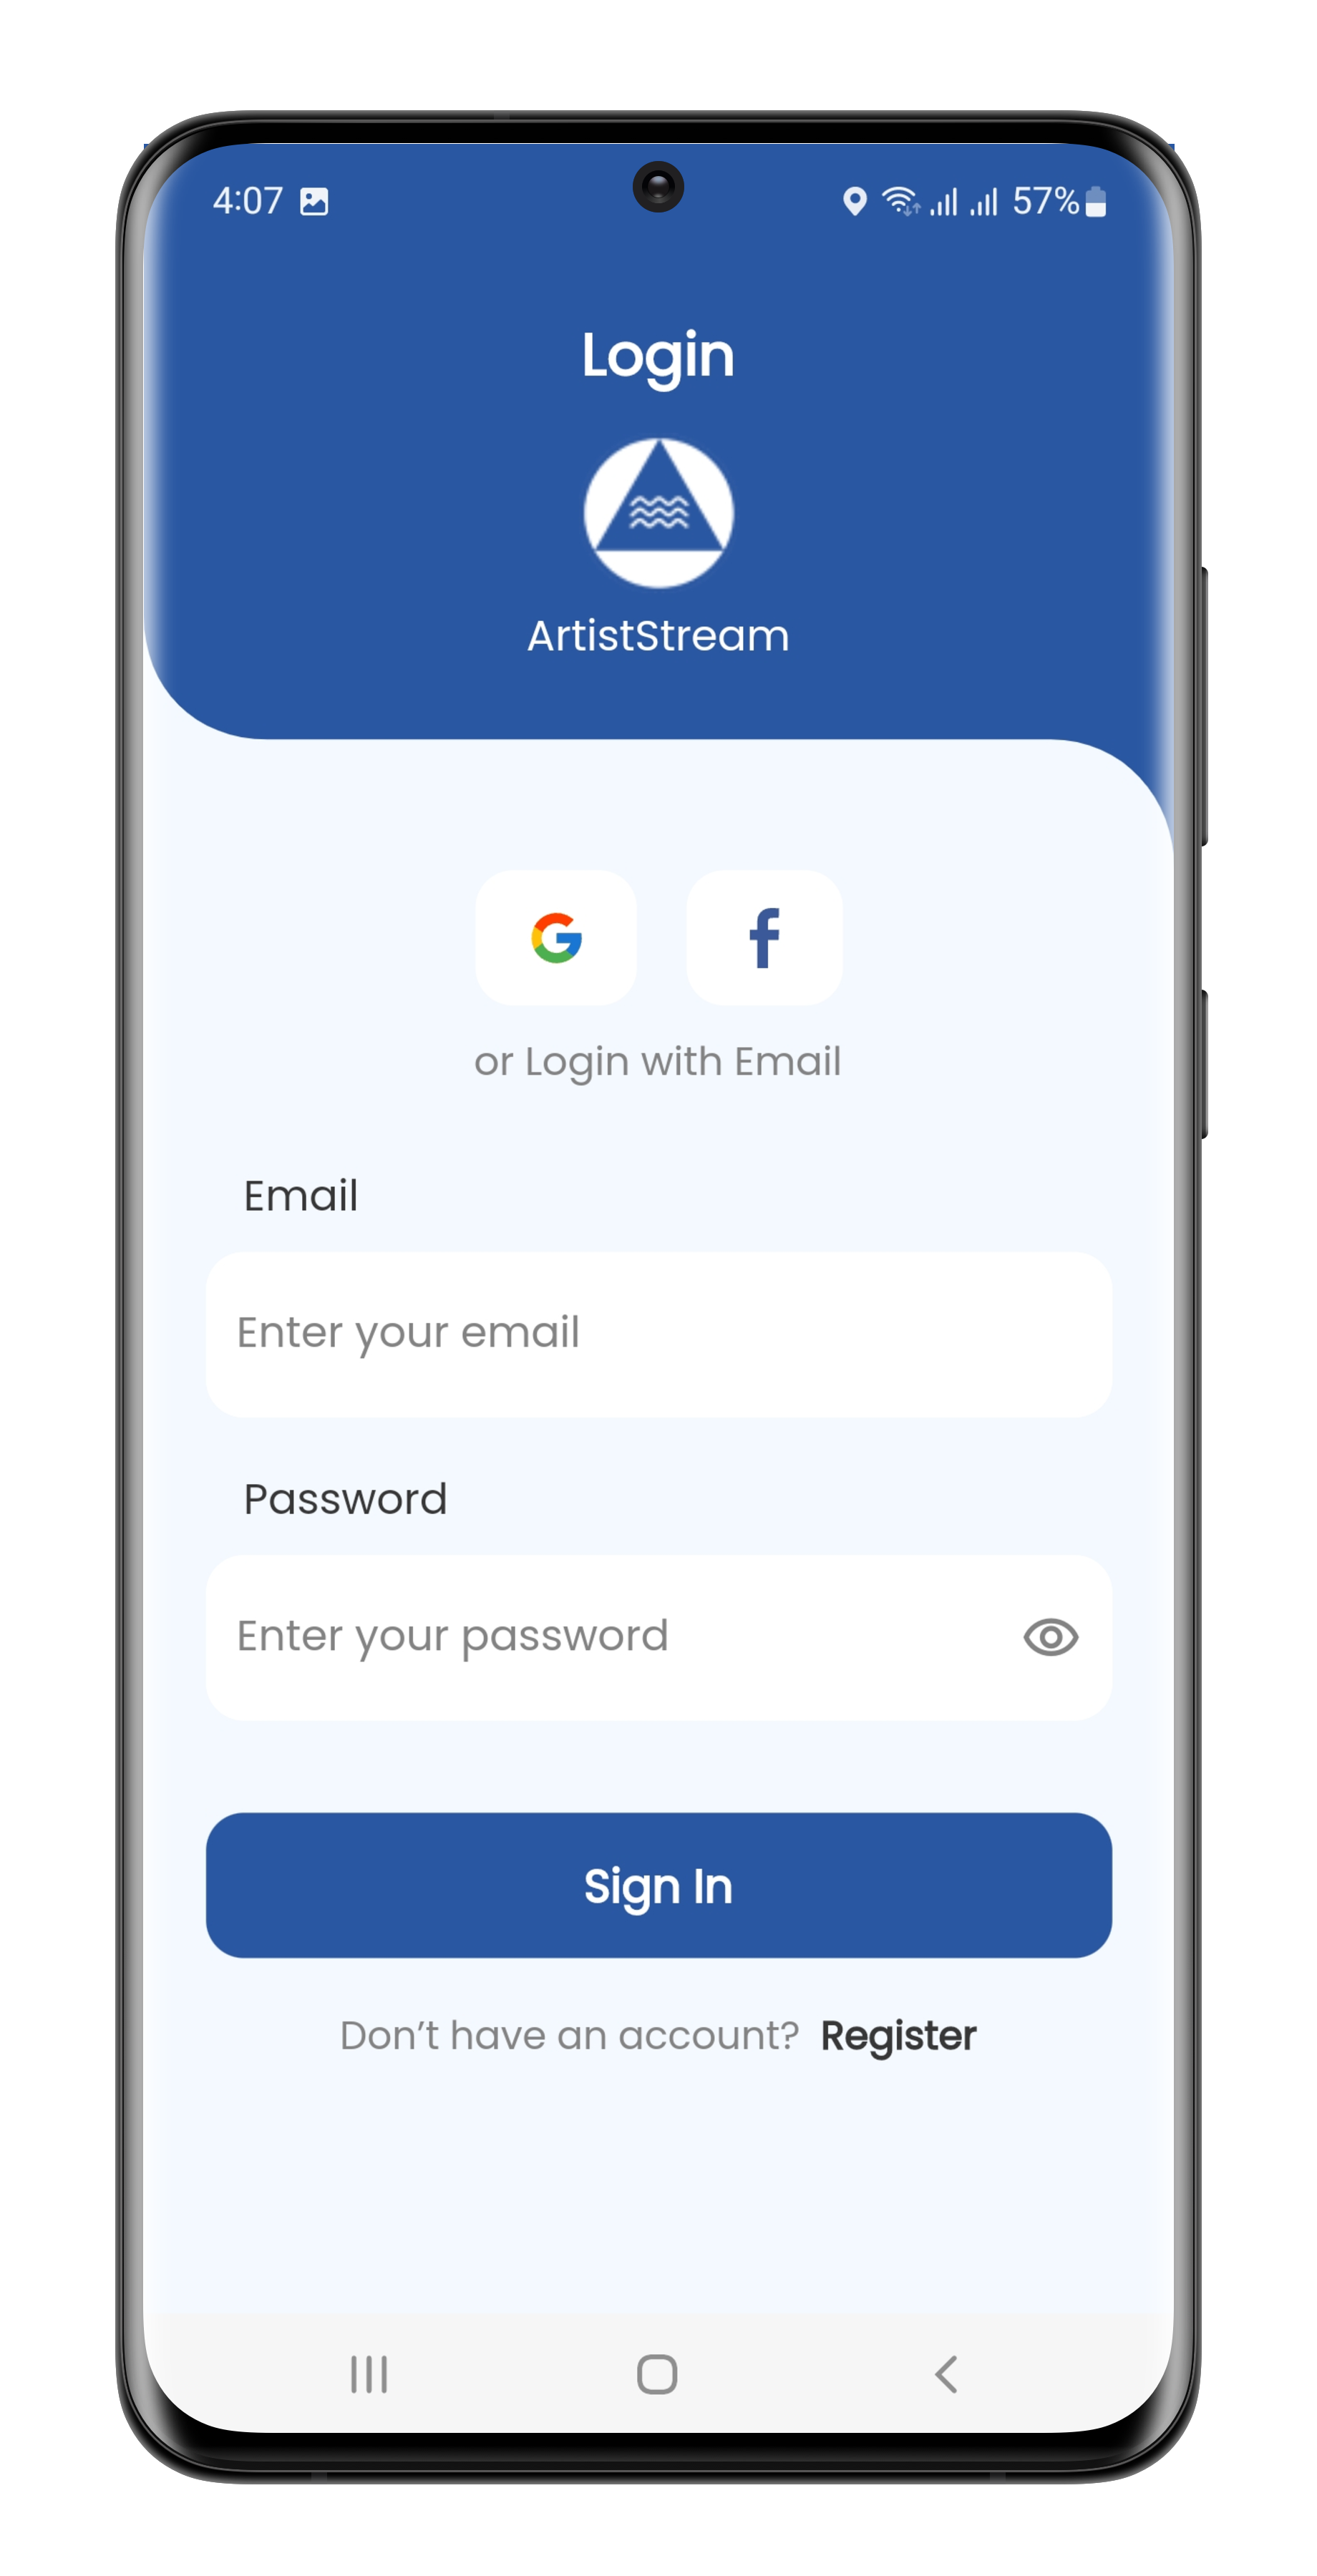 4:07 57%
Login
ArtistStream
or Login with Email
Email
Enter your email
Password
Enter your password
Sign In
Don’t have an account? Register